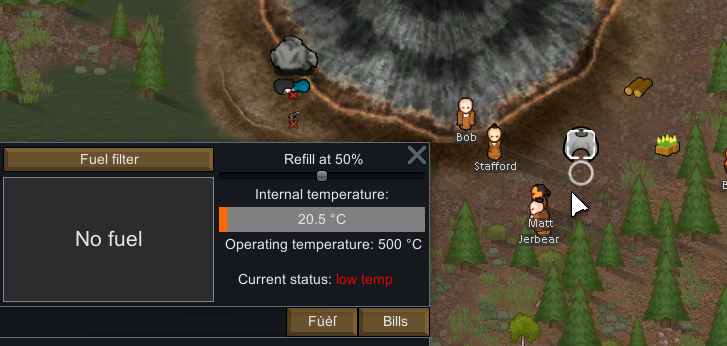 Fuel filter
Refill at 50%
No fuel
Internal temperature:
20.5 °C
Operating temperature: 500 °C
Current status: low temp
Fùèĺ
Bills
Bob
Stafford
Matt
Jerbear